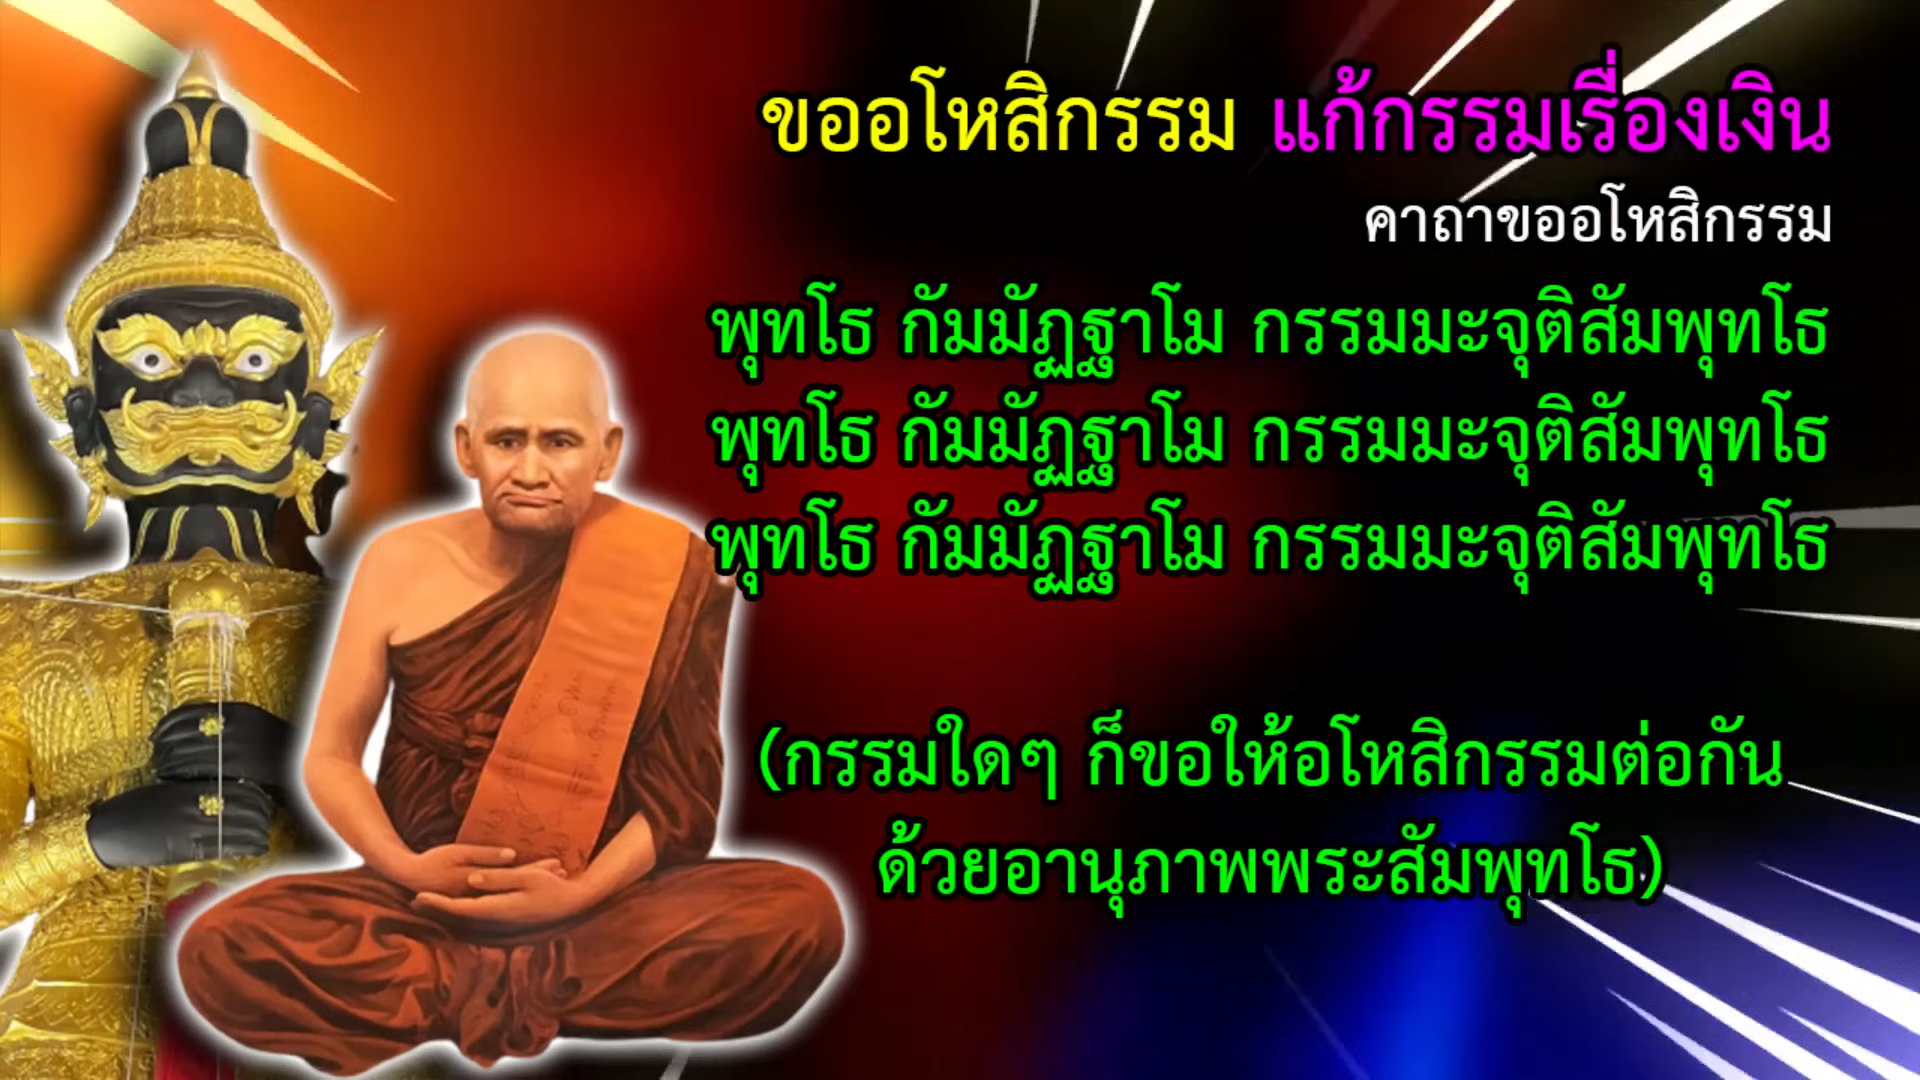 ขออโหสิกรรม แก้กรรมเรื่องเงิน
คาถาขออโหสิกรรม
พุทโธ กัมมัฏฐาโม กรรมมะจุติสัมพุทโธ
พุทโธ กัมมัฏฐาโม กรรมมะจุติสัมพุทโธ
พุทโธ กัมมัฏฐาโม กรรมมะจุติสัมพุทโธ
(กรรมใดๆ ก็ขอให้อโหสิกรรมต่อกัน
ด้วยอานุภาพพระสัมพุทโธ)